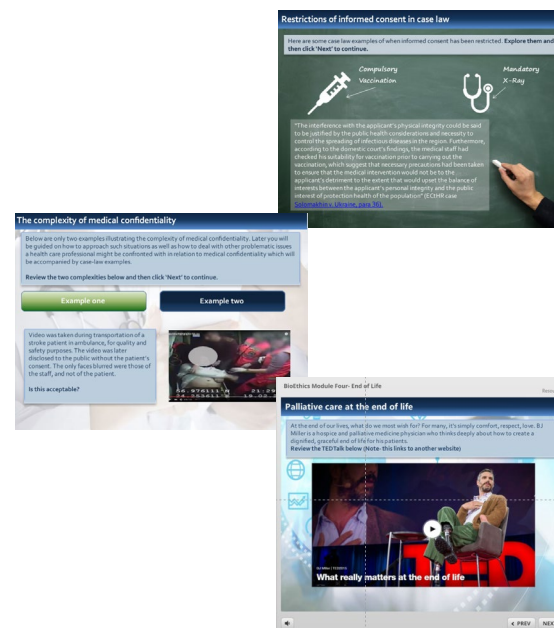 Restrictions of informed consent in case law
Here are some case law examples of when informed consent has been restricted. Explore them and
then click 'Next' to continue.
Compulsory
Vaccination
Mandatory
X-Ray
"The interference with the applicant's physical integrity could be said
to be justified by the public health considerations and necessity to
control the spreading of infectious diseases in the region. Furthermore,
according to the domestic court's findings, the medical staff had
checked his suitability for vaccination prior to carrying out the
vaccination, which suggest that necessary precautions had been taken
to ensure that the medical intervention would not be to the
applicant's detriment to the extent that would upset the balance of
interests between the applicant's personal integrity and the public
interest of protection health of the population" (ECtHR case
Solomakhin v. Ukraine, para 36).
The complexity of medical confidentiality
Below are only two examples illustrating the complexity of medical confidentiality. Later you will
be guided on how to approach such situations as well as how to deal with other problematic issues
a health care professional might be confronted with in relation to medical confidentiality which will
be accompanied by case-law examples.
Review the two complexities below and then click 'Next' to continue.
Example one
Example two
Video was taken during transportation of a
stroke patient in ambulance, for quality and
safety purposes. The video was later
disclosed to the public without the patient's
consent. The only faces blurred were those of
the staff, and not of the patient.
Is this acceptable?
BioEthics Module Four- End of Life
Palliative care at the end of life
At the end of our lives, what do we most wish for? For many, it's simply comfort, respect, love. BJ
Miller is a hospice and palliative medicine physician who thinks deeply about how to create a
dignified, graceful end of life for his patients.
Review the TEDTalk below (Note- this links to another website)
TED
What really matters at the end of life
< PREV
NEX